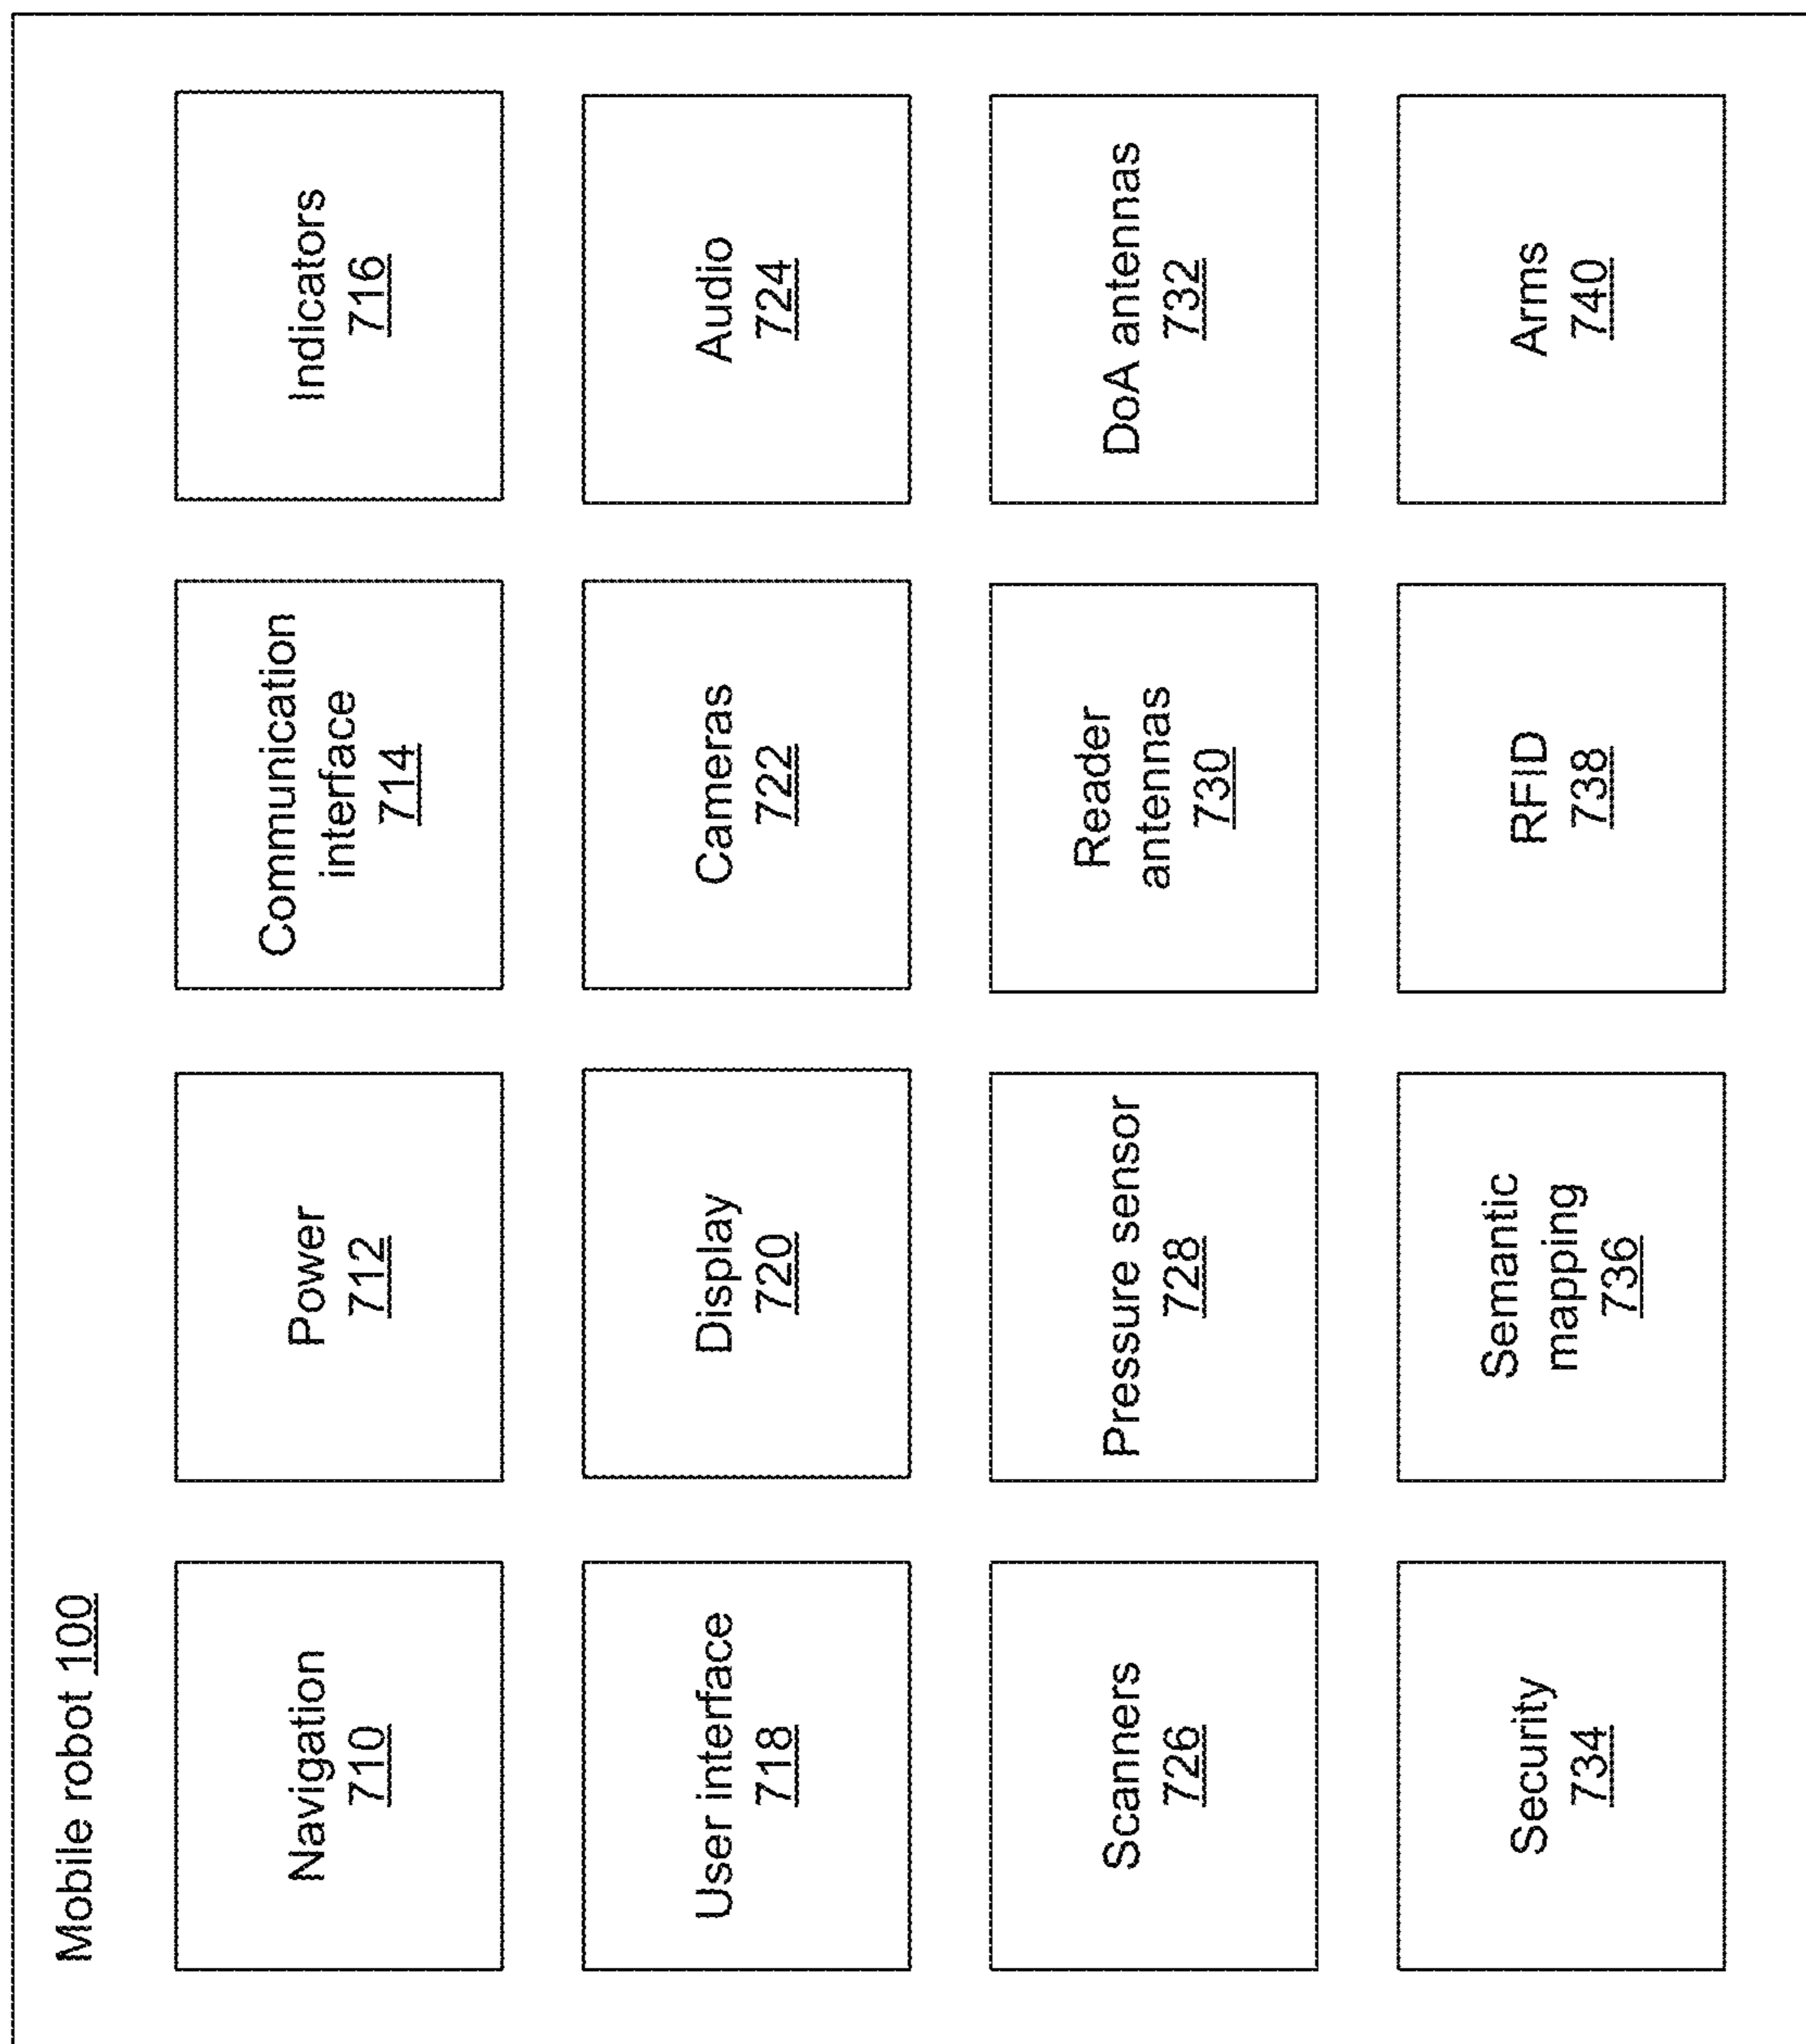 Mobile robot 100
Navigation
710
Power
712
Communication
interface
714
Indicators
716
User interface
718
Display
720
Cameras
722
Audio
724
Scanners
726
Pressure sensor
728
Reader
antennas
730
DoA antennas
732
Security
734
Semantic
mapping
736
RFID
738
Arms
740